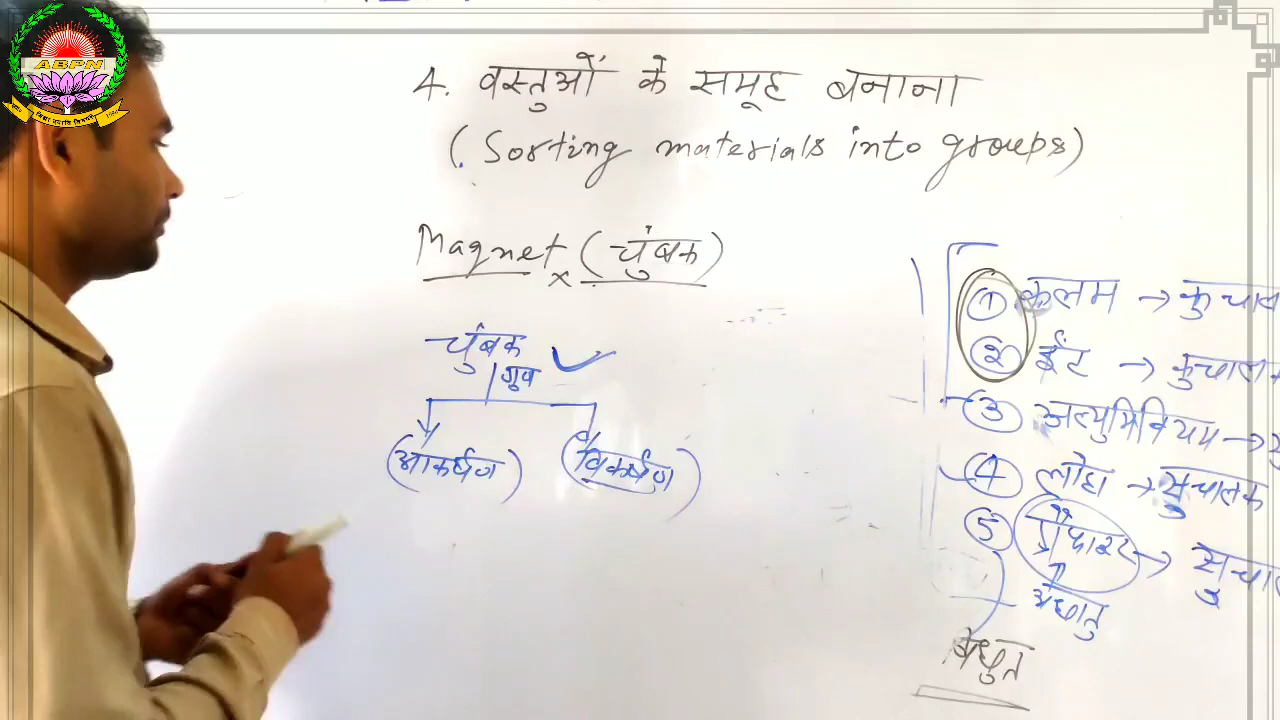 ABPN
4. वस्तुओं के समूह बनाना
(Sorting materials into groups)
Magnet × (चुंबक)
चुंबक
गुण
(आकर्षण) (विकर्षण)
① कलम →
② ईंट → कुचालक
③ अल्युमिनियम →
④ लोहा → सुचालक
⑤ ग्रेफाइट →
अधातु